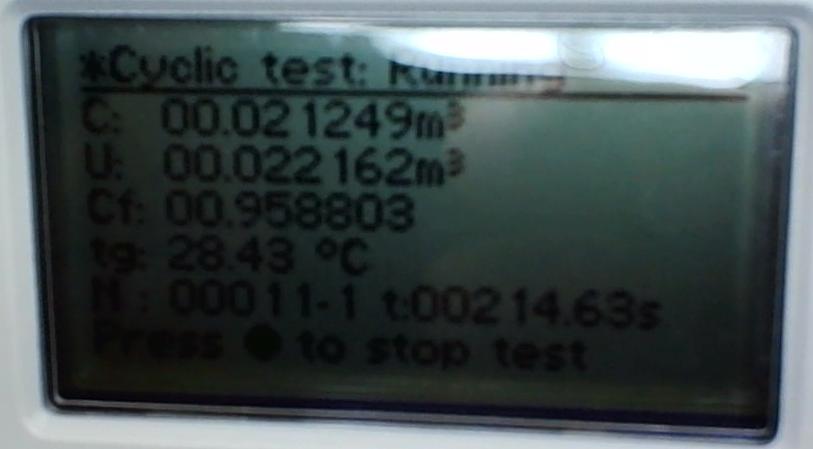 *Cyclic test: Running
C: 00.021249m³
U: 00.022162m³
Cf: 00.958803
tg: 28.43 °C
N : 00011-1 t:00214.63s
Press ● to stop test